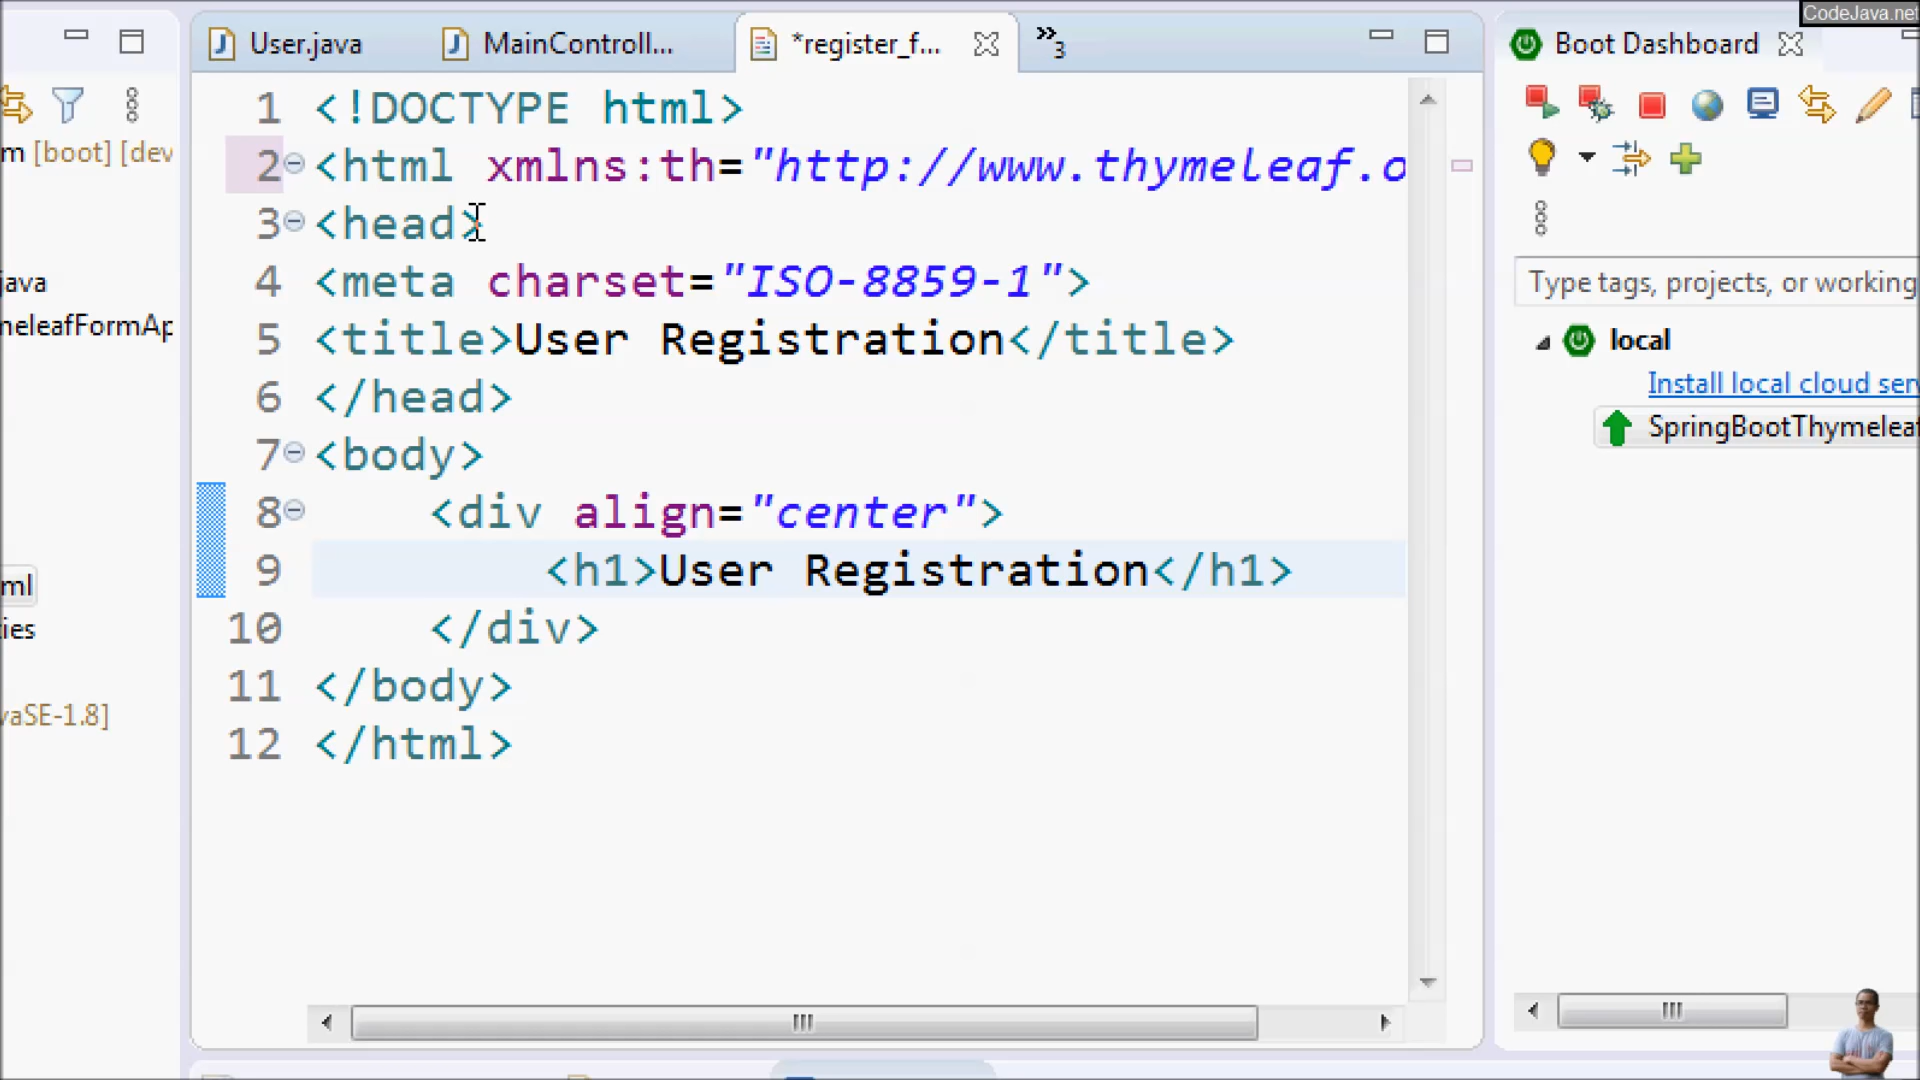 CodeJava.net
User.java
MainControll...
*register_f...
»3
Boot Dashboard
m [boot] [dev
java
neleafFormAp
ml
ies
vaSE-1.8]
1 <!DOCTYPE html>
2 <html xmlns:th="http://www.thymeleaf.o
3 <head>
4 <meta charset="ISO-8859-1">
5 <title>User Registration</title>
6 </head>
7 <body>
8 <div align="center">
9 <h1>User Registration</h1>
10 </div>
11 </body>
12 </html>
Type tags, projects, or working
local
Install local cloud serv
SpringBootThymeleaf